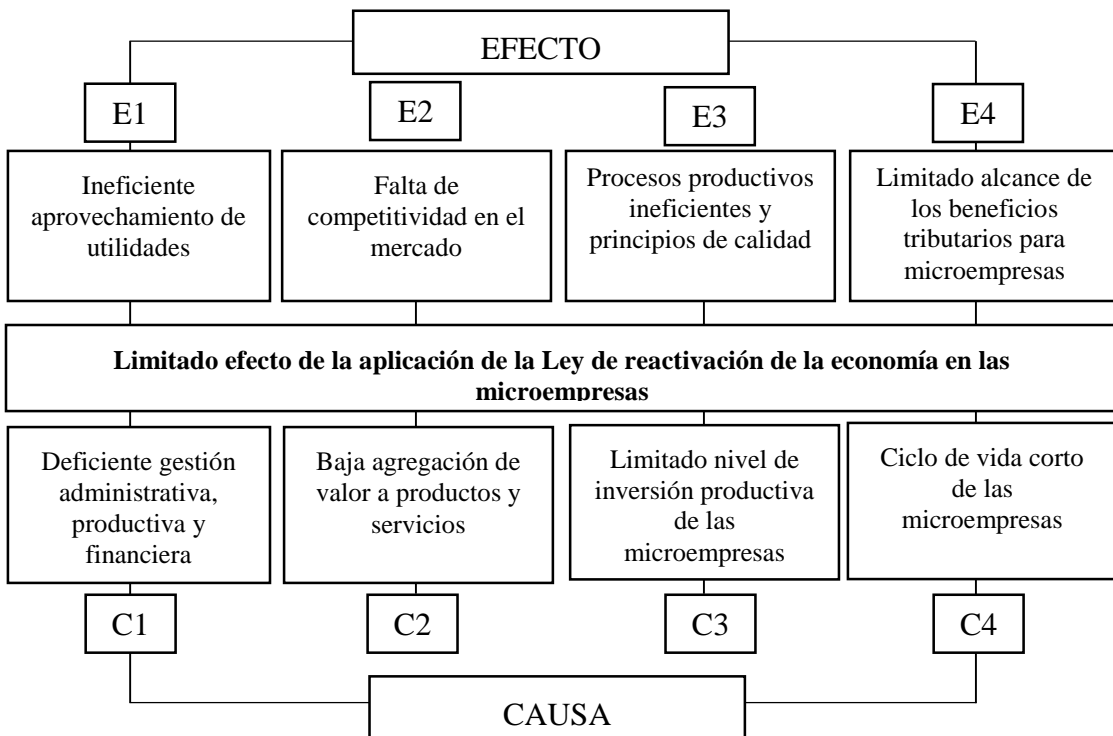 EFECTO
E1
E2
E3
E4
Ineficiente
aprovechamiento de
utilidades
Falta de
competitividad en el
mercado
Procesos productivos
ineficientes y
principios de calidad
Limitado alcance de
los beneficios
tributarios para
microempresas
Limitado efecto de la aplicación de la Ley de reactivación de la economía en las
microempresas
Deficiente gestión
administrativa,
productiva y
financiera
Baja agregación de
valor a productos y
servicios
Limitado nivel de
inversión productiva
de las
microempresas
Ciclo de vida corto
de las
microempresas
C1
C2
C3
C4
CAUSA